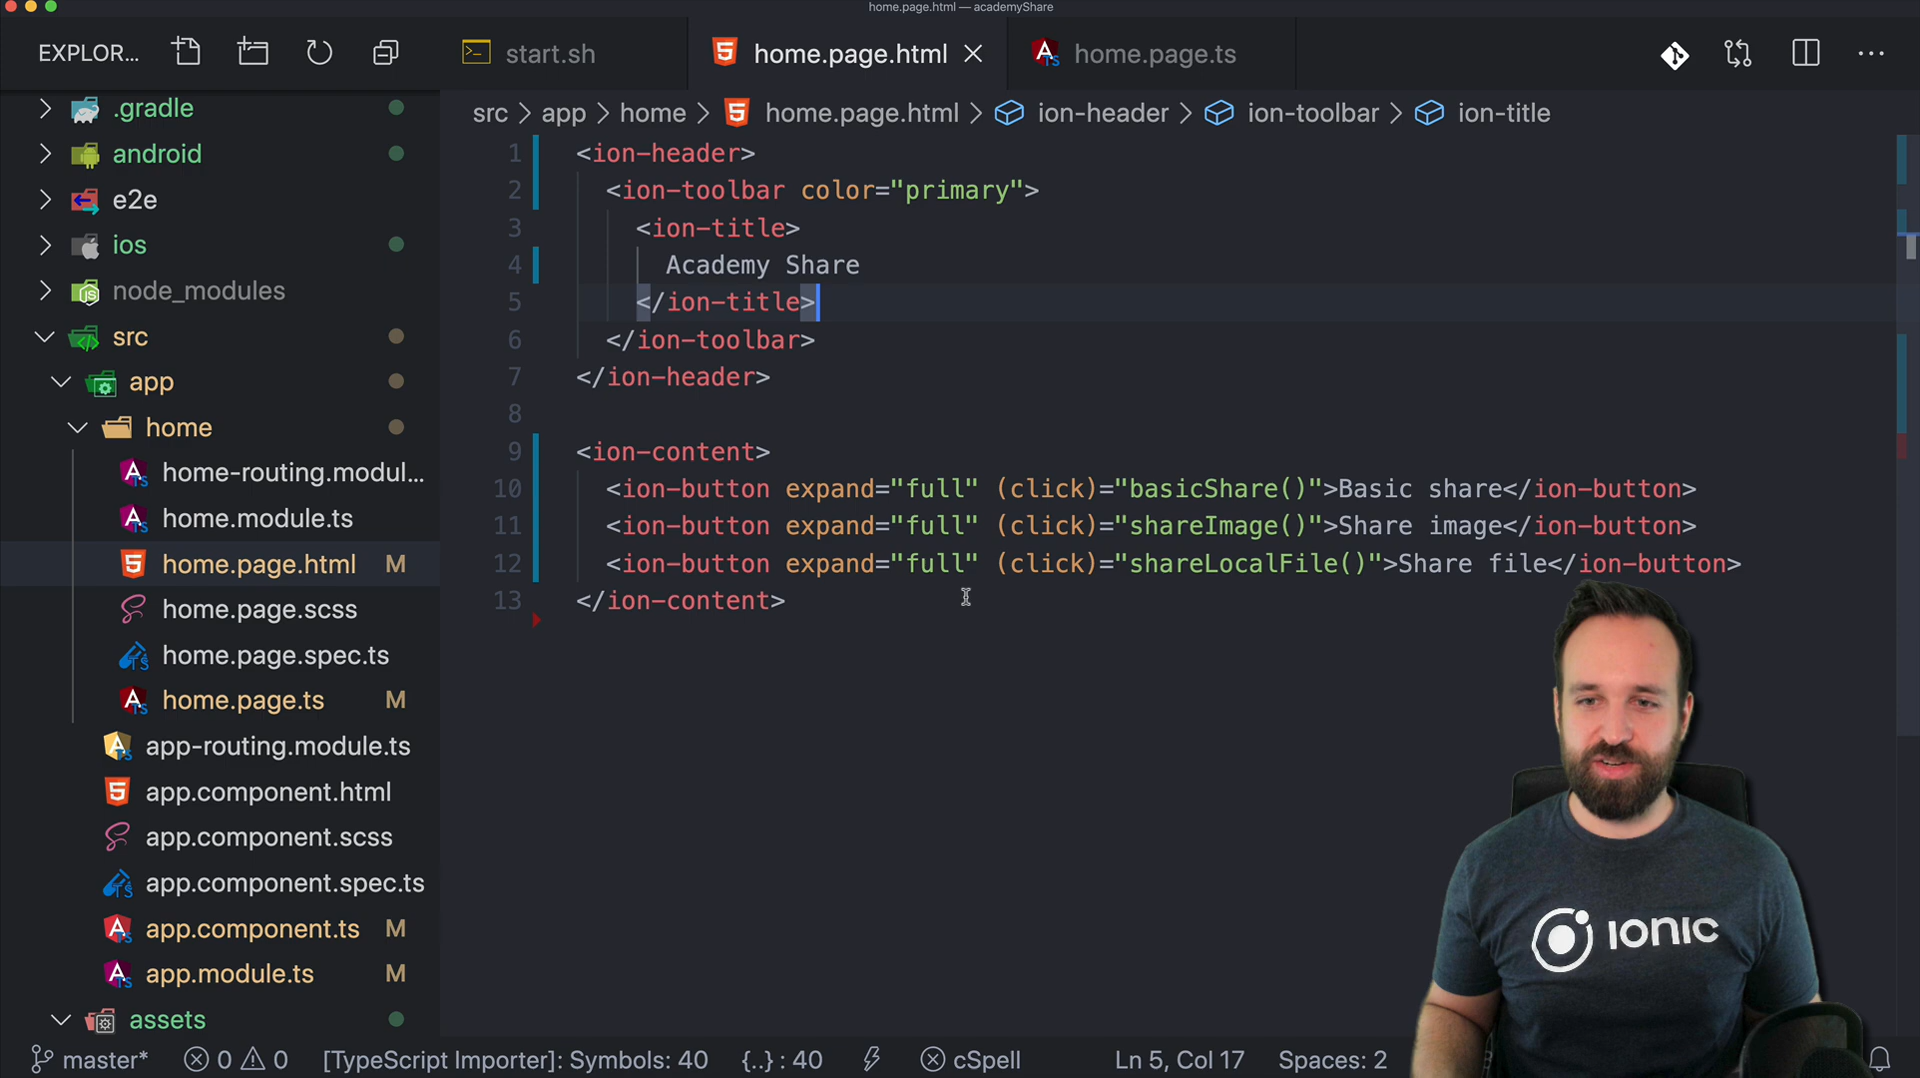 home.page.html — academyShare
EXPLOR...
start.sh
home.page.html
home.page.ts
src > app > home > home.page.html > ion-header > ion-toolbar > ion-title
.gradle
android
e2e
ios
node_modules
src
app
home
home-routing.modul...
home.module.ts
home.page.html M
home.page.scss
home.page.spec.ts
home.page.ts M
app-routing.module.ts
app.component.html
app.component.scss
app.component.spec.ts
app.component.ts M
app.module.ts M
assets
1 <ion-header>
2 <ion-toolbar color="primary">
3 <ion-title>
4 Academy Share
5 </ion-title>
6 </ion-toolbar>
7 </ion-header>
8
9 <ion-content>
10 <ion-button expand="full" (click)="basicShare()">Basic share</ion-button>
11 <ion-button expand="full" (click)="shareImage()">Share image</ion-button>
12 <ion-button expand="full" (click)="shareLocalFile()">Share file</ion-button>
13 </ion-content>
IONIC
master* 0 0 [TypeScript Importer]: Symbols: 40 {..} : 40 cSpell Ln 5, Col 17 Spaces: 2